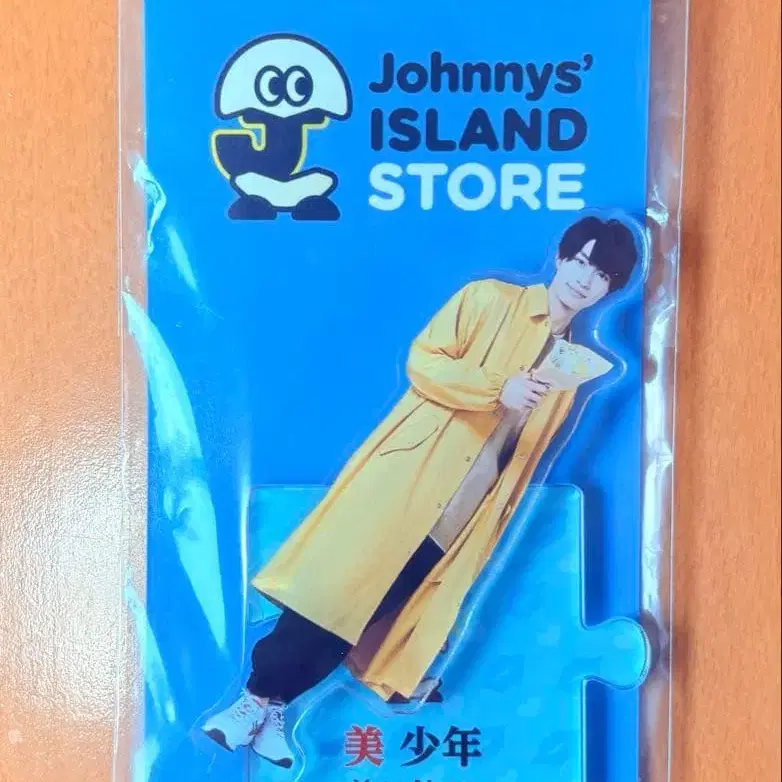 Johnnys'
ISLAND
STORE
美 少年